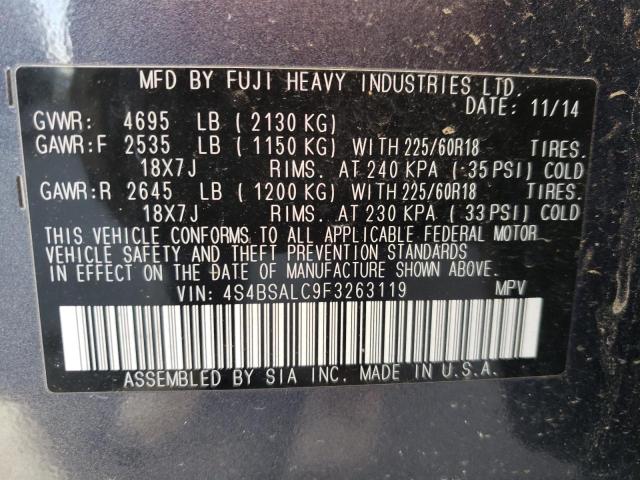 MFD BY FUJI HEAVY INDUSTRIES LTD.
DATE: 11/14
GVWR: 4695 LB ( 2130 KG)
GAWR:F 2535 LB ( 1150 KG) WITH 225/60R18 TIRES.
18X7J RIMS. AT 240 KPA ( 35 PSI) COLD
GAWR:R 2645 LB ( 1200 KG) WITH 225/60R18 TIRES.
18X7J RIMS. AT 230 KPA ( 33 PSI) COLD
THIS VEHICLE CONFORMS TO ALL APPLICABLE FEDERAL MOTOR
VEHICLE SAFETY AND THEFT PREVENTION STANDARDS
IN EFFECT ON THE DATE OF MANUFACTURE SHOWN ABOVE.
VIN: 4S4BSALC9F3263119 MPV
ASSEMBLED BY SIA INC. MADE IN U.S.A.